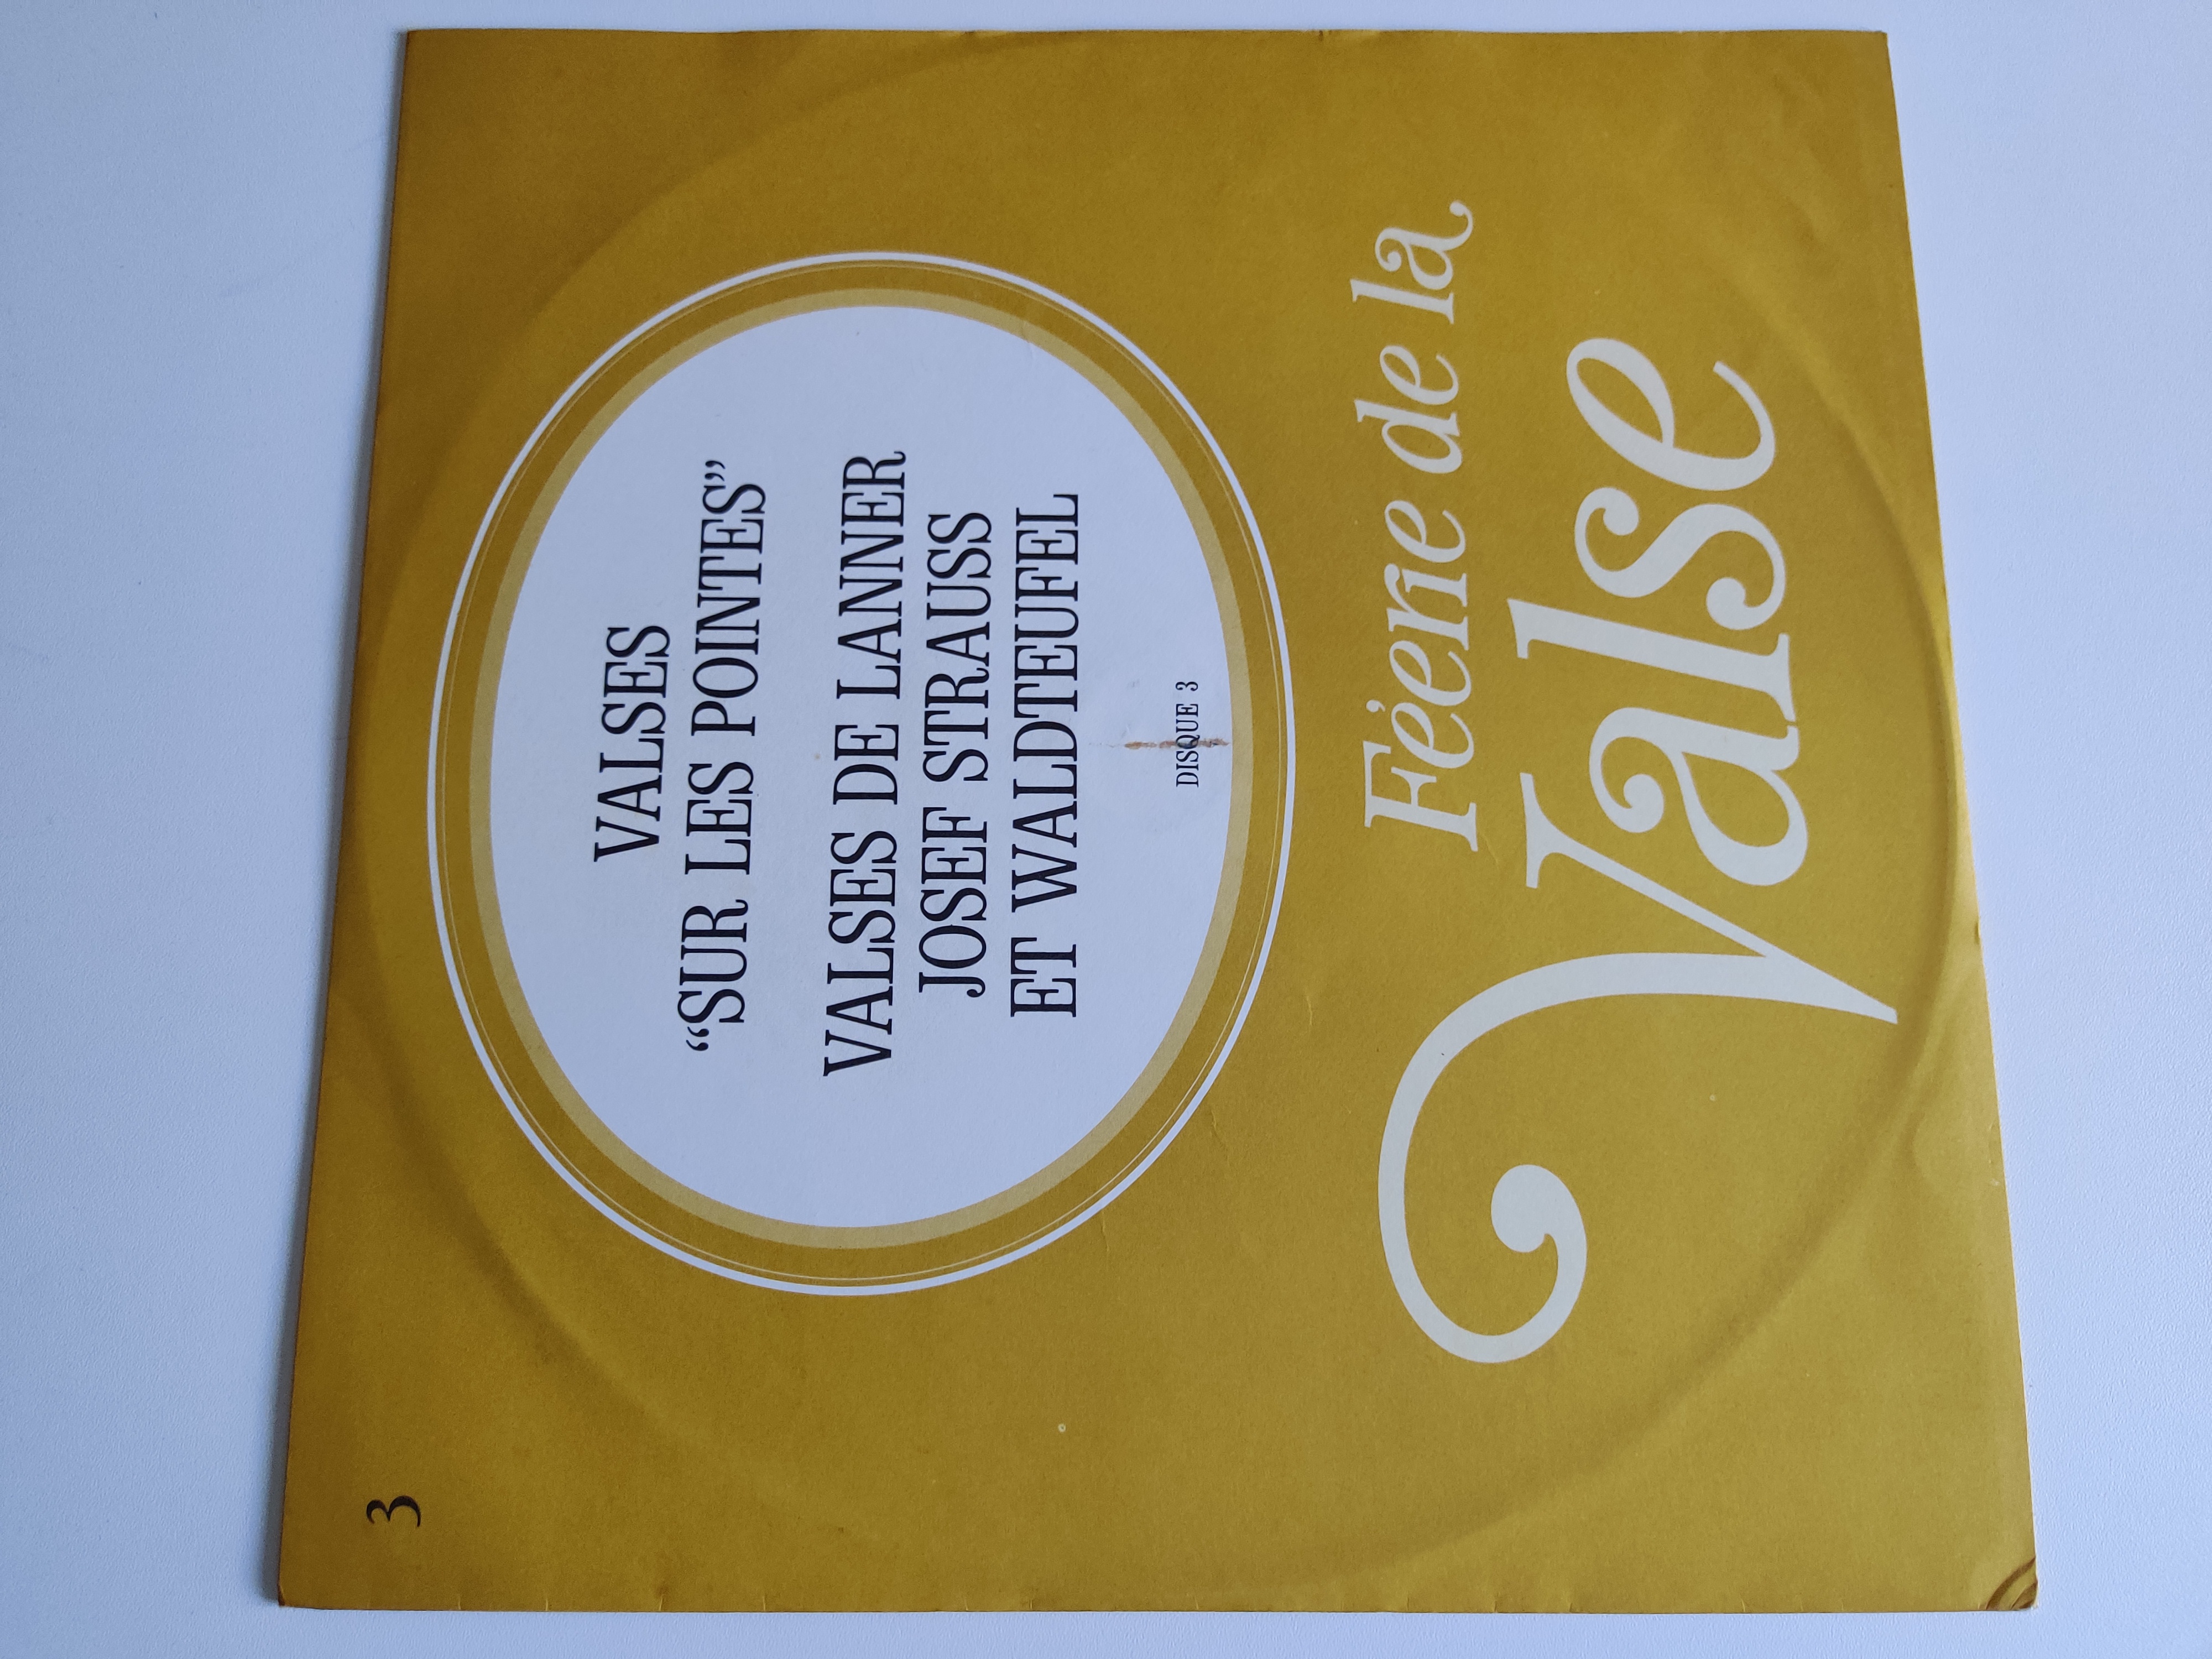 3
VALSES
“SUR LES POINTES”
VALSES DE LANNER
JOSEF STRAUSS
ET WALDTEUFEL
DISQUE 3
Féerie de la
Valse